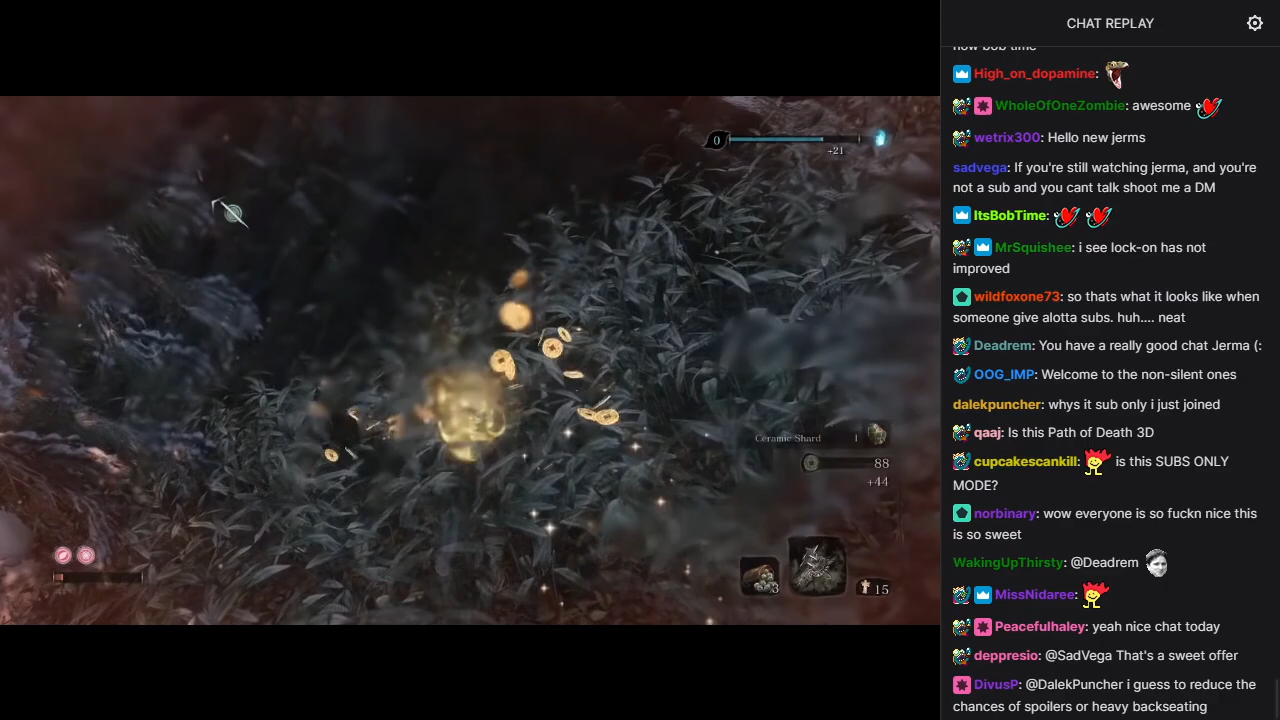 0
+21
Ceramic Shard 1
88
+44
3
15
CHAT REPLAY
now bob time
High_on_dopamine:
WholeOfOneZombie: awesome
wetrix300: Hello new jerms
sadvega: If you're still watching jerma, and you're
not a sub and you cant talk shoot me a DM
ItsBobTime:
MrSquishee: i see lock-on has not
improved
wildfoxone73: so thats what it looks like when
someone give alotta subs. huh.... neat
Deadrem: You have a really good chat Jerma (:
OOG_IMP: Welcome to the non-silent ones
dalekpuncher: whys it sub only i just joined
qaaj: Is this Path of Death 3D
cupcakescankill: is this SUBS ONLY
MODE?
norbinary: wow everyone is so fuckn nice this
is so sweet
WakingUpThirsty: @Deadrem
MissNidaree:
Peacefulhaley: yeah nice chat today
deppresio: @SadVega That's a sweet offer
DivusP: @DalekPuncher i guess to reduce the
chances of spoilers or heavy backseating